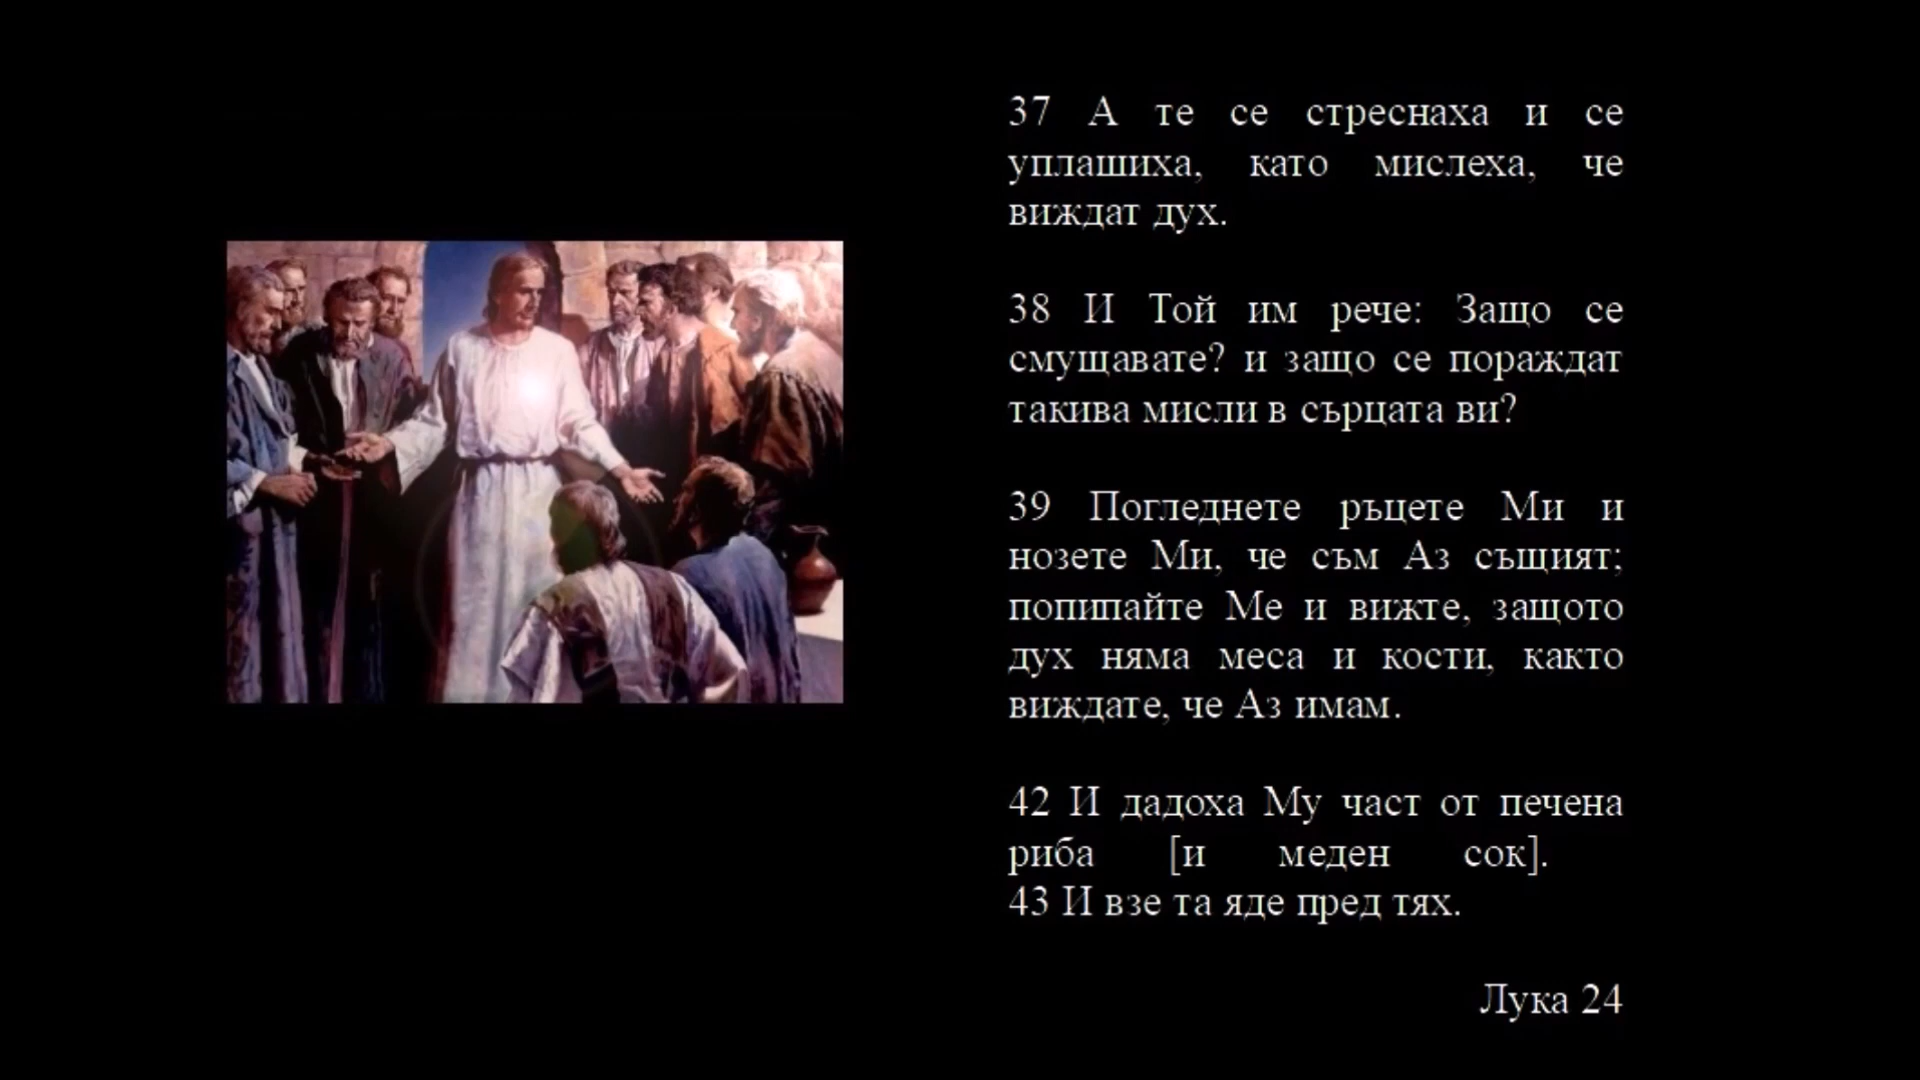 37 А те се стреснаха и се
уплашиха, като мислеха, че
виждат дух.
38 И Той им рече: Защо се
смущавате? и защо се пораждат
такива мисли в сърцата ви?
39 Погледнете ръцете Ми и
нозете Ми, че съм Аз същият;
попипайте Ме и вижте, защото
дух няма меса и кости, както
виждате, че Аз имам.
42 И дадоха Му част от печена
риба [и меден сок].
43 И взе та яде пред тях.
Лука 24